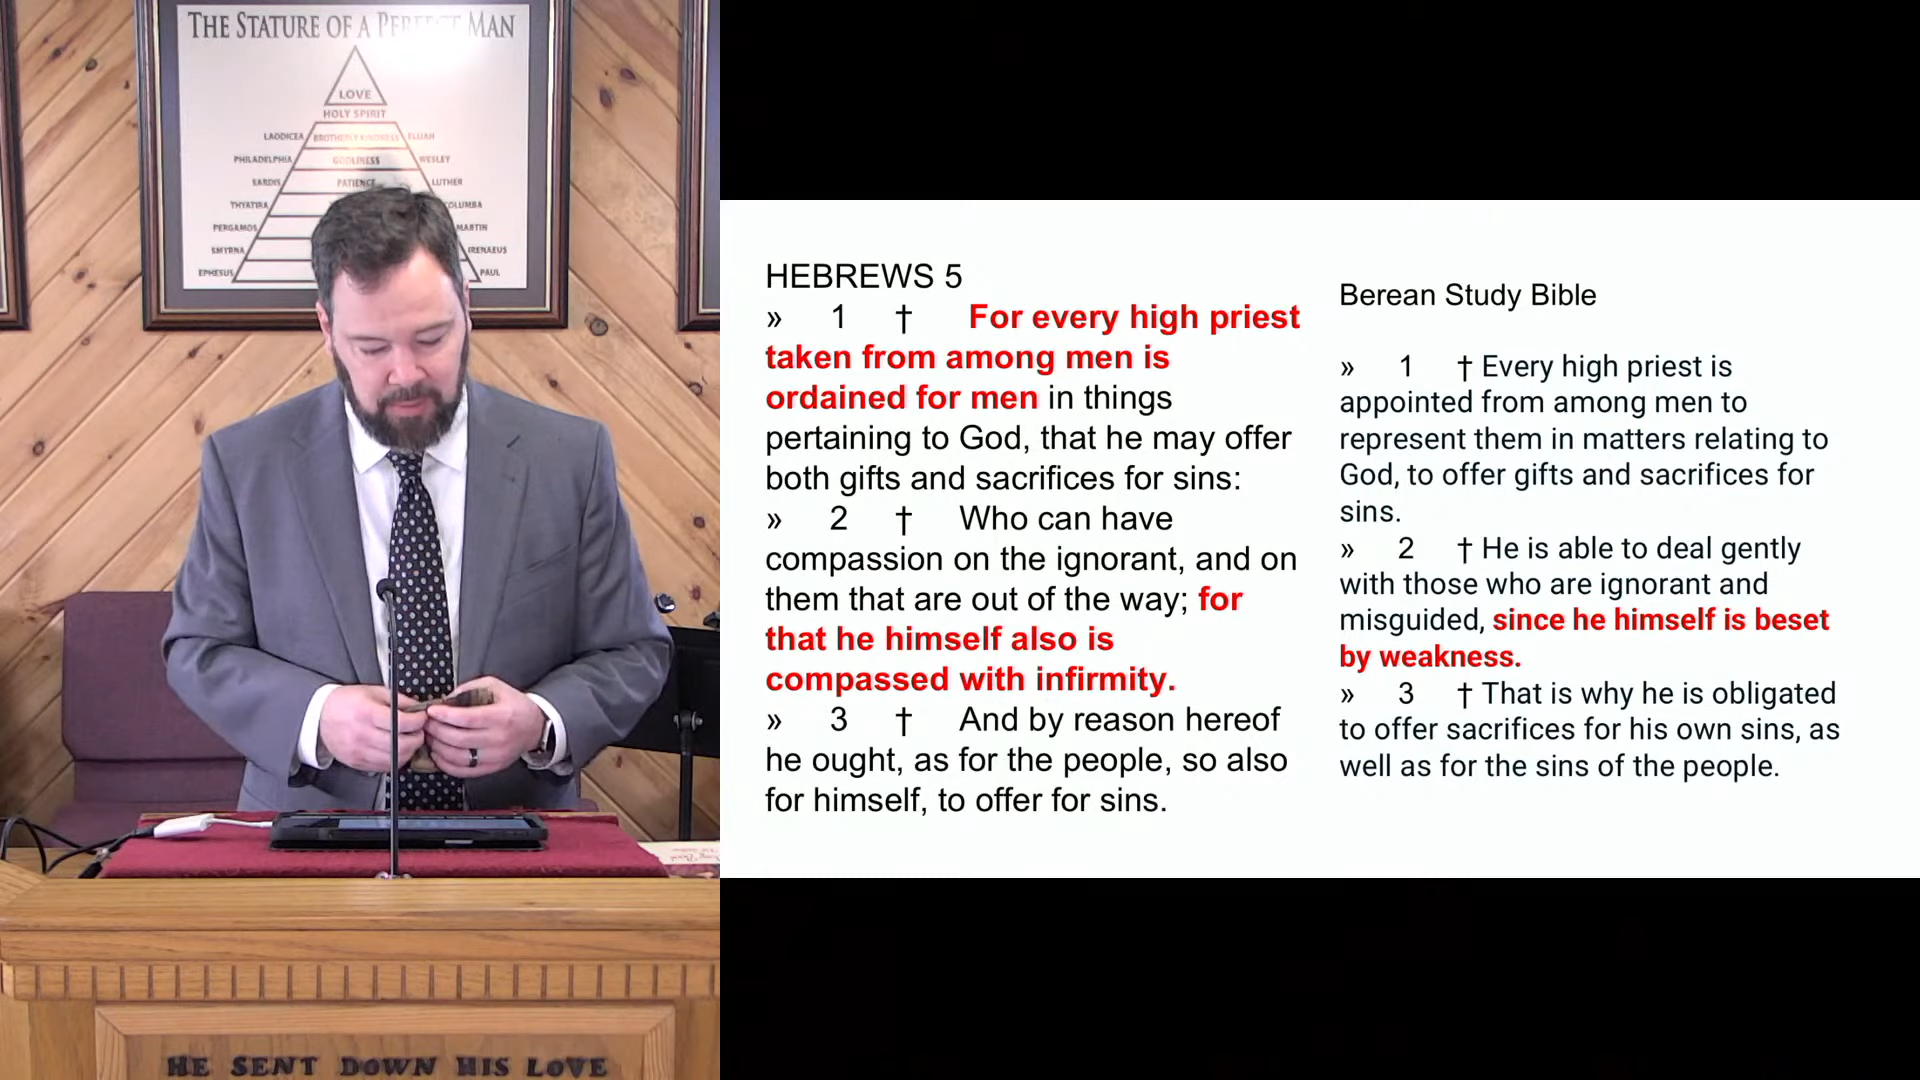 THE STATURE OF A PERFECT MAN
LOVE
HOLY SPIRIT
LAODICEA BROTHERLY KINDNESS ELIJAH
PHILADELPHIA GODLINESS WESLEY
SARDIS PATIENCE LUTHER
THYATIRA COLUMBA
PERGAMOS MARTIN
SMYRNA IRENAEUS
EPHESUS PAUL
HE SENT DOWN HIS LOVE
HEBREWS 5
» 1 † For every high priest
taken from among men is
ordained for men in things
pertaining to God, that he may offer
both gifts and sacrifices for sins:
» 2 † Who can have
compassion on the ignorant, and on
them that are out of the way; for
that he himself also is
compassed with infirmity.
» 3 † And by reason hereof
he ought, as for the people, so also
for himself, to offer for sins.
Berean Study Bible
» 1 † Every high priest is
appointed from among men to
represent them in matters relating to
God, to offer gifts and sacrifices for
sins.
» 2 † He is able to deal gently
with those who are ignorant and
misguided, since he himself is beset
by weakness.
» 3 † That is why he is obligated
to offer sacrifices for his own sins, as
well as for the sins of the people.